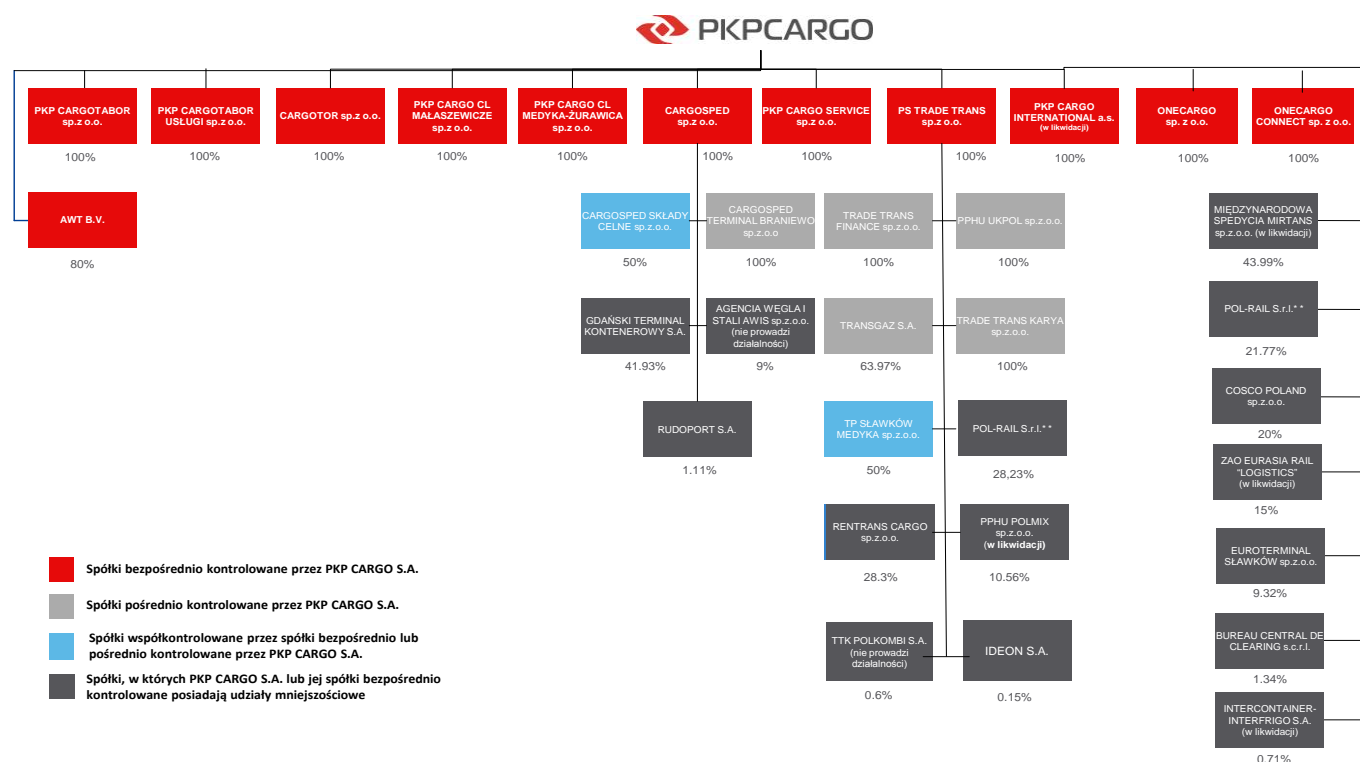 PKPCARGO
PKP CARGOTABOR
sp.z o.o.
100%
PKP CARGOTABOR
USŁUGI sp.z o.o.
100%
CARGOTOR sp.z o.o.
100%
PKP CARGO CL
MAŁASZEWICZE
sp.z o.o.
100%
PKP CARGO CL
MEDYKA-ŻURAWICA
sp.z o.o.
100%
CARGOSPED
sp.z o.o.
100%
PKP CARGO SERVICE
sp.z o.o.
100%
PS TRADE TRANS
sp.z o.o.
100%
PKP CARGO
INTERNATIONAL a.s.
(w likwidacji)
100%
ONECARGO
sp. z o.o.
100%
ONECARGO
CONNECT sp. z o.o.
100%
AWT B.V.
80%
CARGOSPED SKŁADY
CELNE sp.z.o.o.
50%
CARGOSPED
TERMINAL BRANIEWO
sp.z.o.o
100%
TRADE TRANS
FINANCE sp.z.o.o.
100%
PPHU UKPOL sp.z.o.o.
100%
MIĘDZYNARODOWA
SPEDYCIA MIRTANS
sp.z.o.o. (w likwidacji)
43.99%
GDAŃSKI TERMINAL
KONTENEROWY S.A.
41.93%
AGENCIA WĘGLA I
STALI AWIS sp.z.o.o.
(nie prowadzi
działalności)
9%
TRANSGAZ S.A.
63.97%
TRADE TRANS KARYA
sp.z.o.o.
100%
POL-RAIL S.r.l.* *
21.77%
RUDOPORT S.A.
1.11%
TP SŁAWKÓW
MEDYKA sp.z.o.o.
50%
POL-RAIL S.r.l.* *
28,23%
COSCO POLAND
sp.z.o.o.
20%
ZAO EURASIA RAIL
"LOGISTICS"
(w likwidacji)
15%
RENTRANS CARGO
sp.z.o.o.
28.3%
PPHU POLMIX
sp.z.o.o.
(w likwidacji)
10.56%
EUROTERMINAL
SŁAWKÓW sp.z.o.o.
9.32%
TTK POLKOMBI S.A.
(nie prowadzi
działalności)
0.6%
IDEON S.A.
0.15%
BUREAU CENTRAL DE
CLEARING s.c.r.l.
1.34%
INTERCONTAINER-
INTERFRIGO S.A.
(w likwidacji)
0.71%
Spółki bezpośrednio kontrolowane przez PKP CARGO S.A.
Spółki pośrednio kontrolowane przez PKP CARGO S.A.
Spółki współkontrolowane przez spółki bezpośrednio lub
pośrednio kontrolowane przez PKP CARGO S.A.
Spółki, w których PKP CARGO S.A. lub jej spółki bezpośrednio
kontrolowane posiadają udziały mniejszościowe